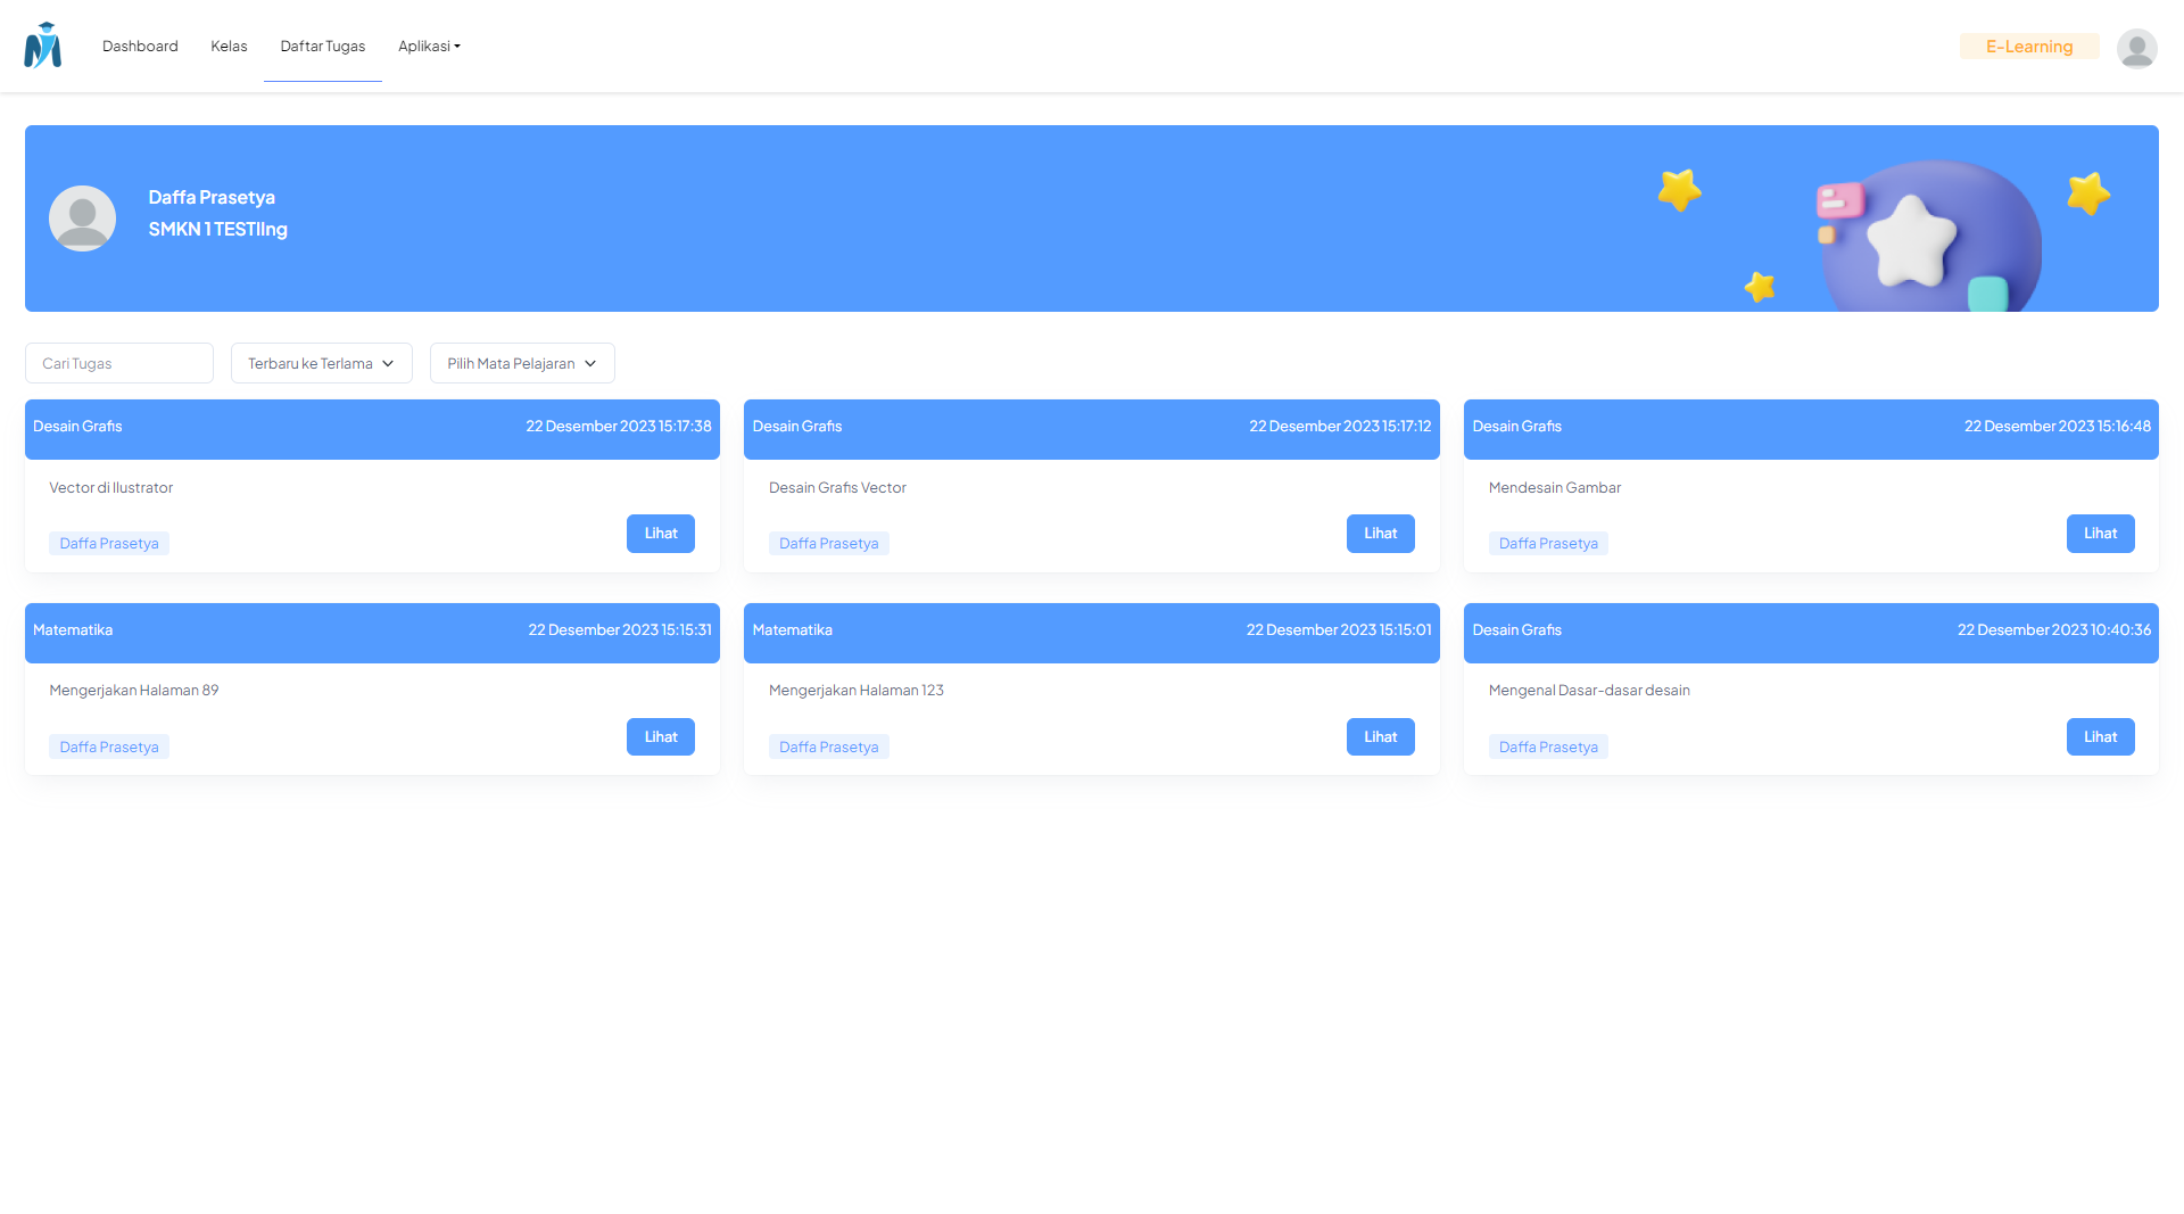 Dashboard Kelas Daftar Tugas Aplikasi E-Learning
Daffa Prasetya
SMKN 1 TESTIIng
Cari Tugas Terbaru ke Terlama Pilih Mata Pelajaran
Desain Grafis 22 Desember 2023 15:17:38
Vector di Ilustrator
Daffa Prasetya Lihat
Desain Grafis 22 Desember 2023 15:17:12
Desain Grafis Vector
Daffa Prasetya Lihat
Desain Grafis 22 Desember 2023 15:16:48
Mendesain Gambar
Daffa Prasetya Lihat
Matematika 22 Desember 2023 15:15:31
Mengerjakan Halaman 89
Daffa Prasetya Lihat
Matematika 22 Desember 2023 15:15:01
Mengerjakan Halaman 123
Daffa Prasetya Lihat
Desain Grafis 22 Desember 2023 10:40:36
Mengenal Dasar-dasar desain
Daffa Prasetya Lihat